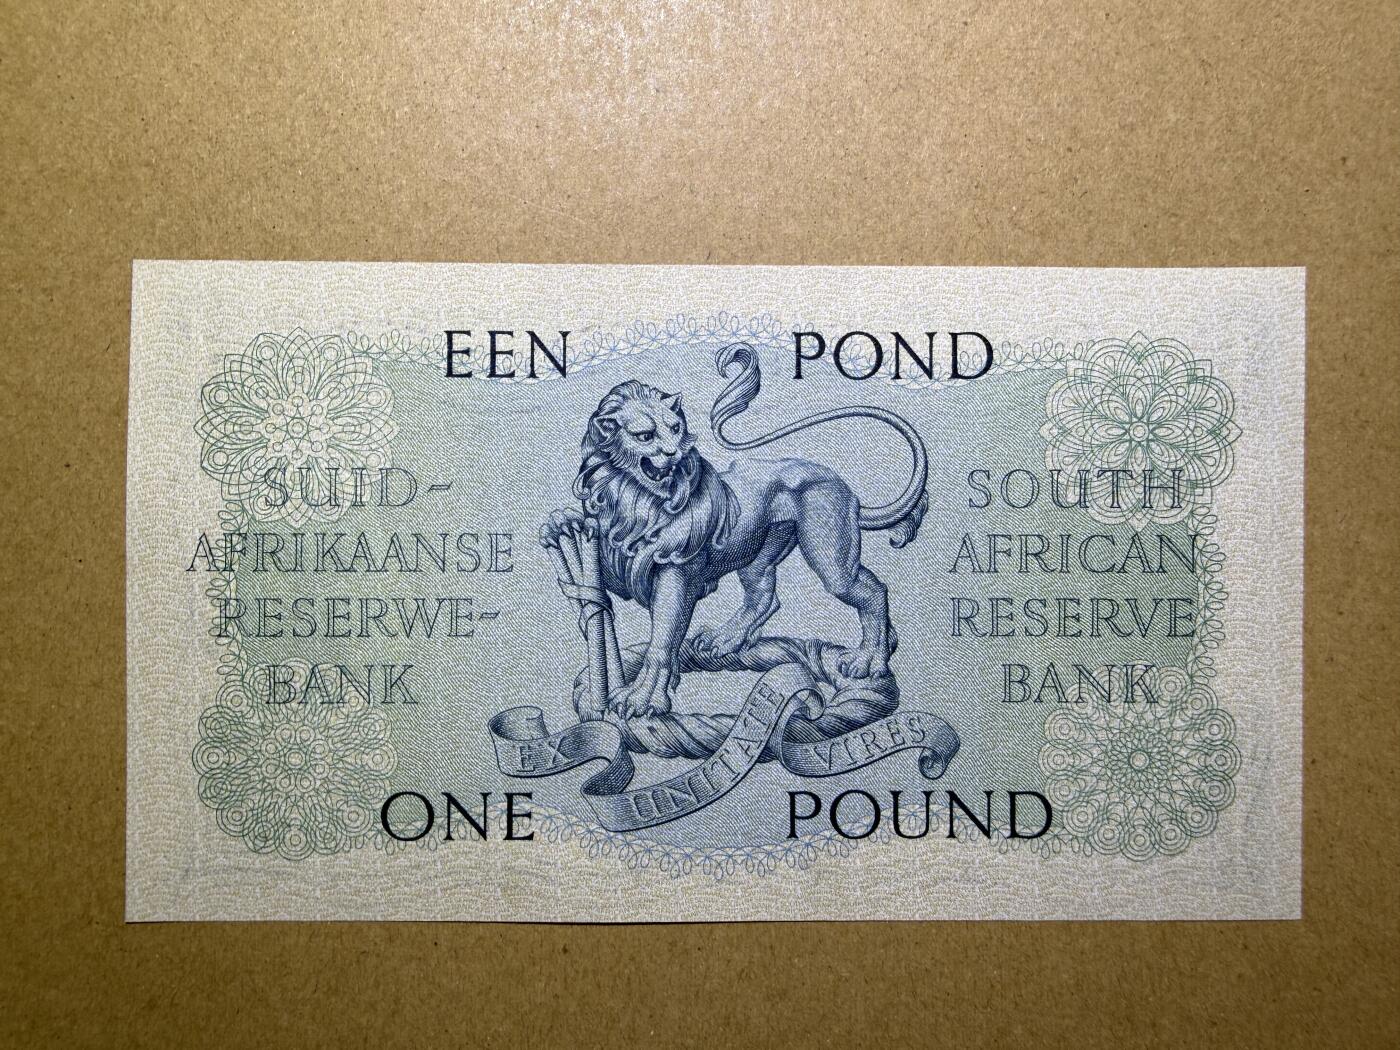 EEN POND
SUID-
AFRIKAANSE
RESERWE-
BANK
SOUTH
AFRICAN
RESERVE
BANK
EX UNITATE VIRES
ONE POUND